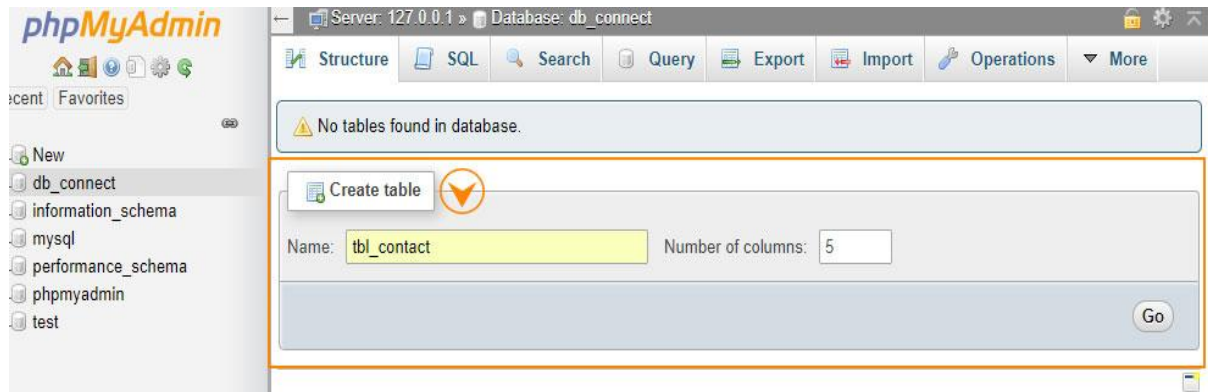 phpMyAdmin
Server: 127.0.0.1 » Database: db_connect
Structure SQL Search Query Export Import Operations More
ecent Favorites
No tables found in database.
New
db_connect
information_schema
mysql
performance_schema
phpmyadmin
test
Create table
Name: tbl_contact Number of columns: 5
Go